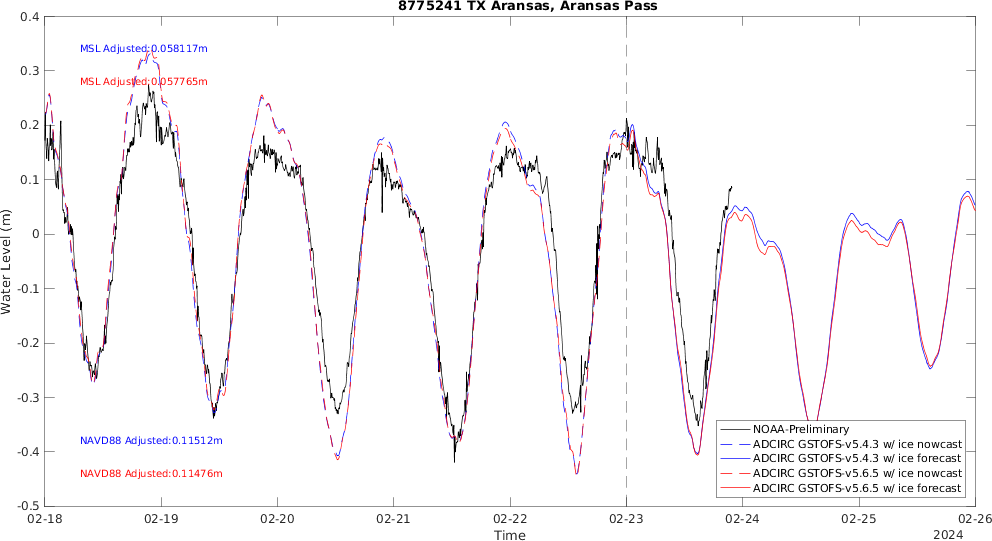 8775241 TX Aransas, Aransas Pass
MSL Adjusted:0.058117m
MSL Adjusted:0.057765m
NAVD88 Adjusted:0.11512m
NAVD88 Adjusted:0.11476m
Water Level (m)
0.4
0.3
0.2
0.1
0
-0.1
-0.2
-0.3
-0.4
-0.5
NOAA-Preliminary
ADCIRC GSTOFS-v5.4.3 w/ ice nowcast
ADCIRC GSTOFS-v5.4.3 w/ ice forecast
ADCIRC GSTOFS-v5.6.5 w/ ice nowcast
ADCIRC GSTOFS-v5.6.5 w/ ice forecast
02-18 02-19 02-20 02-21 02-22 02-23 02-24 02-25 02-26
Time
2024